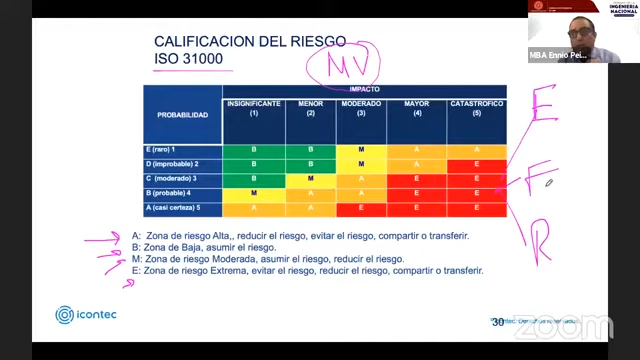 CALIFICACION DEL RIESGO
ISO 31000
MV
IMPACTO
PROBABILIDAD
INSIGNIFICANTE (1)
MENOR (2)
MODERADO (3)
MAYOR (4)
CATASTROFICO (5)
E (raro) 1 B B M A A
D (improbable) 2 B B M A E
C (moderado) 3 B M A E E
B (probable) 4 M A A E E
A (casi certeza) 5 A A E E E
A: Zona de riesgo Alta,, reducir el riesgo, evitar el riesgo, compartir o transferir.
B: Zona de Baja, asumir el riesgo.
M: Zona de riesgo Moderada, asumir el riesgo, reducir el riesgo.
E: Zona de riesgo Extrema, evitar el riesgo, reducir el riesgo, compartir o transferir.
E
F
R
icontec
30
zoom
INGENIERIA
NACIONAL
MBA Ennio Pei...